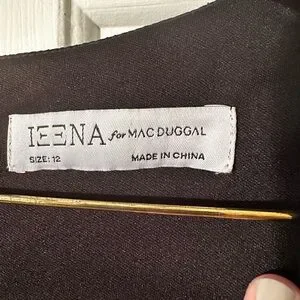 IEENA for MAC DUGGAL
SIZE: 12 MADE IN CHINA